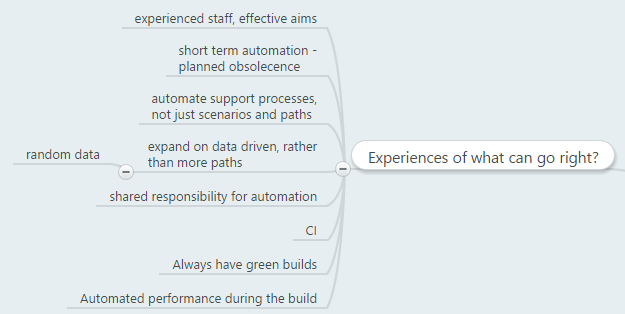 experienced staff, effective aims
short term automation -
planned obsolecence
automate support processes,
not just scenarios and paths
expand on data driven, rather
than more paths
random data
shared responsibility for automation
CI
Always have green builds
Automated performance during the build
Experiences of what can go right?